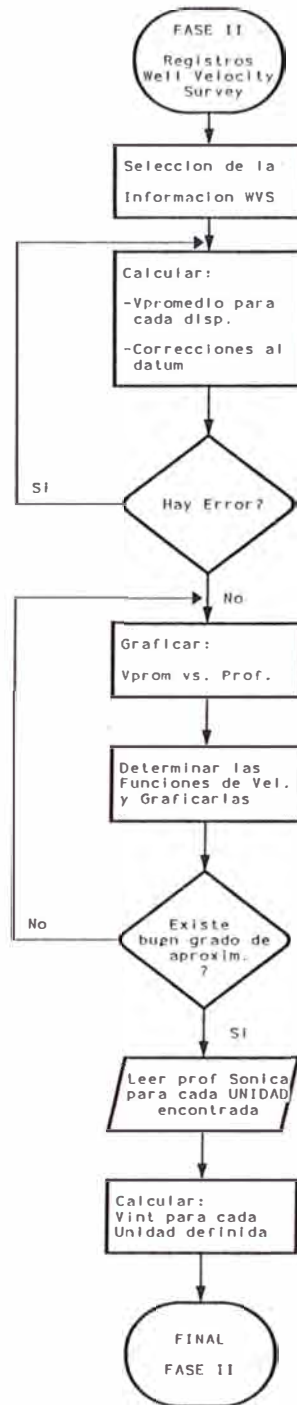 FASE II
Registros
Well Velocity
Survey
Seleccion de la
Informacion WVS
Calcular:
-Vpromedio para
cada disp.
-Correcciones al
datum
Si
Hay Error?
No
Graficar:
Vprom vs. Prof.
Determinar las
Funciones de Vel.
y Graficarlas
No
Existe
buen grado de
aproxim.
?
Si
Leer prof Sonica
para cada UNIDAD
encontrada
Calcular:
Vint para cada
Unidad definida
FINAL
FASE II